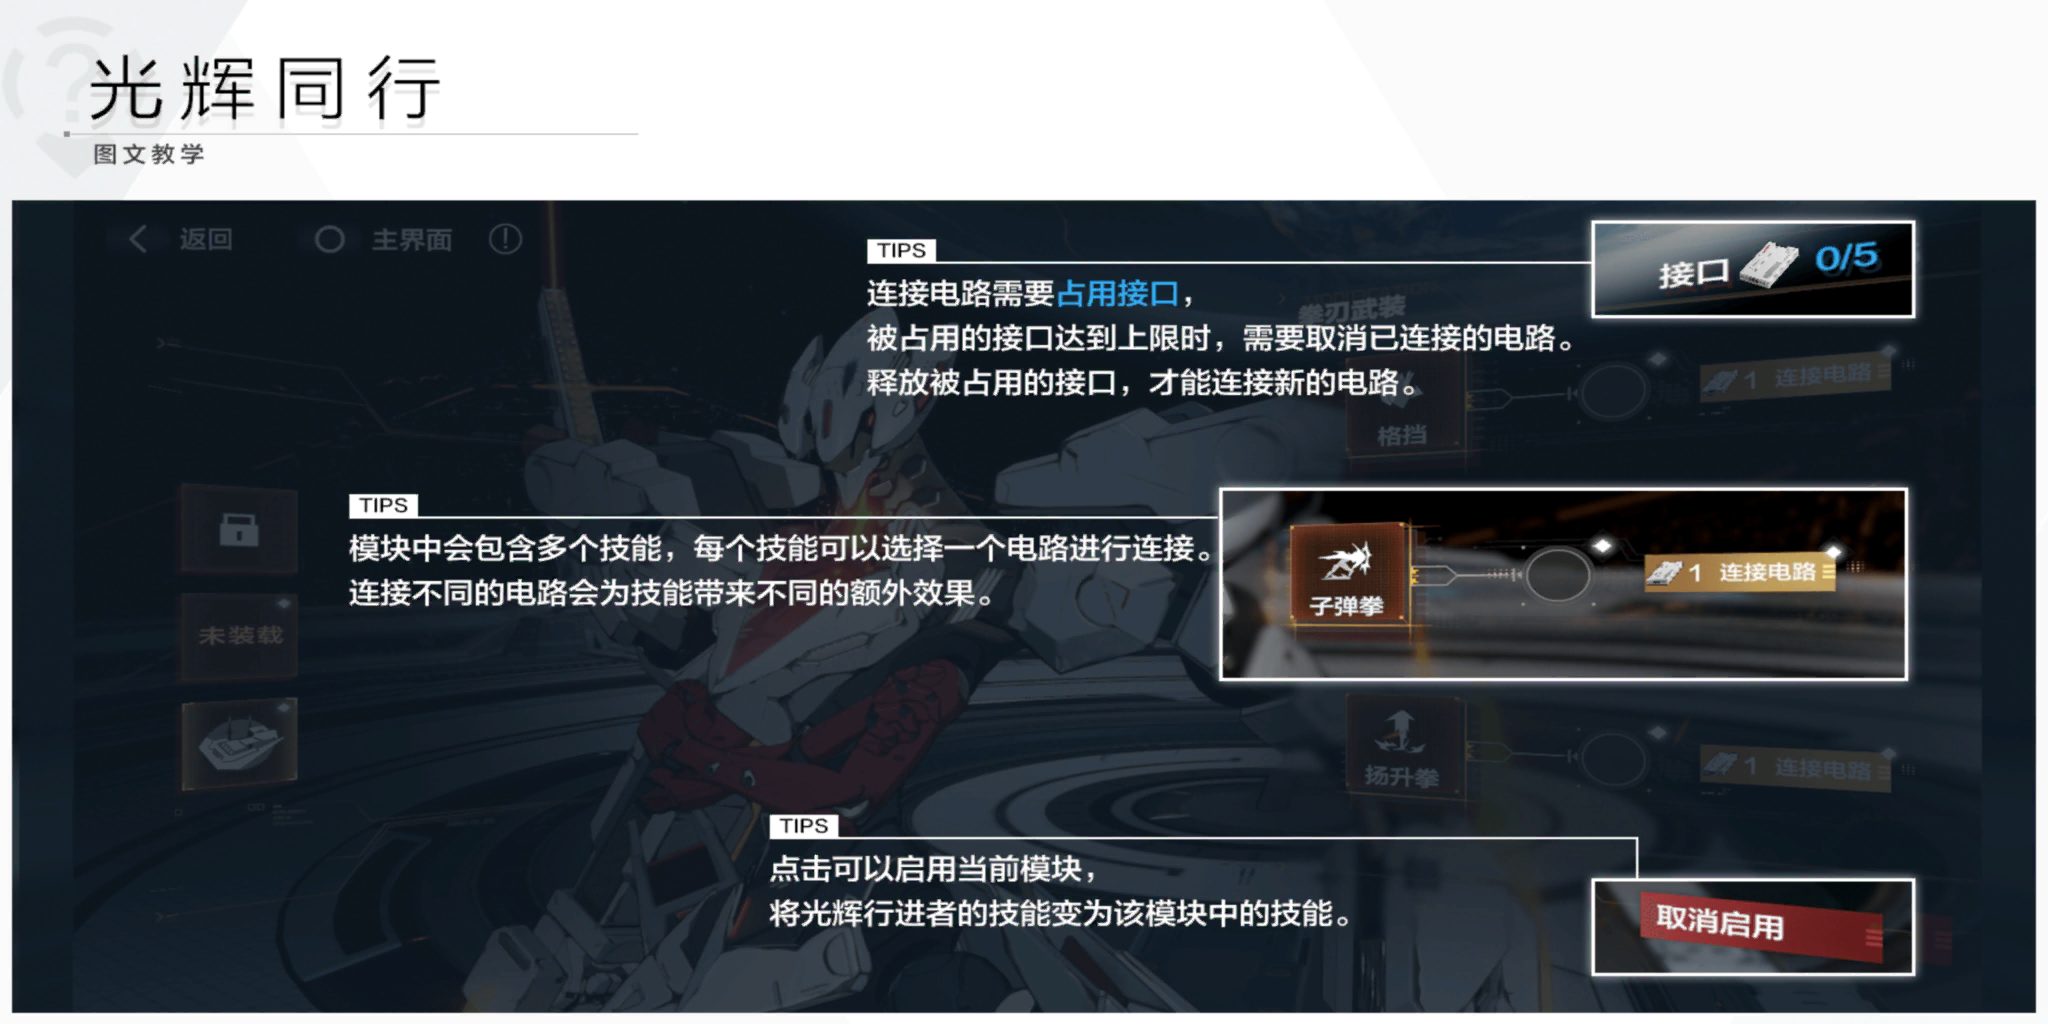 光辉同行
图文教学
返回
主界面
TIPS
连接电路需要占用接口，
被占用的接口达到上限时，需要取消已连接的电路。
释放被占用的接口，才能连接新的电路。
接口 0/5
拳刃武装
格挡
1 连接电路
TIPS
模块中会包含多个技能，每个技能可以选择一个电路进行连接。
连接不同的电路会为技能带来不同的额外效果。
子弹拳
1 连接电路
未装载
扬升拳
1 连接电路
TIPS
点击可以启用当前模块，
将光辉行进者的技能变为该模块中的技能。
取消启用